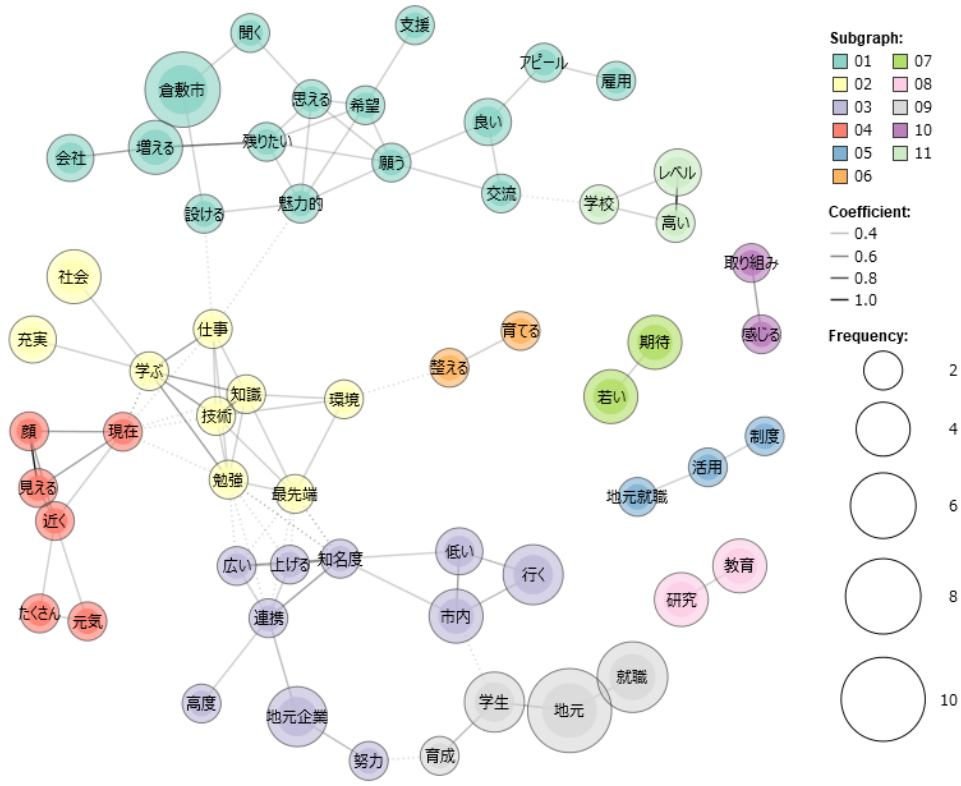 聞く
支援
アピール
雇用
倉敷市
思える
希望
良い
会社
増える
残りたい
願う
レベル
設ける
魅力的
交流
学校
高い
取り組み
感じる
社会
充実
仕事
学ぶ
知識
技術
環境
整える
育てる
期待
若い
顔
現在
見える
近く
勉強
最先端
制度
活用
地元就職
たくさん
元気
広い
上げる
知名度
低い
行く
連携
市内
教育
研究
高度
地元企業
努力
学生
地元
就職
育成
Subgraph:
01 07
02 08
03 09
04 10
05 11
06
Coefficient:
0.4
0.6
0.8
1.0
Frequency:
2
4
6
8
10